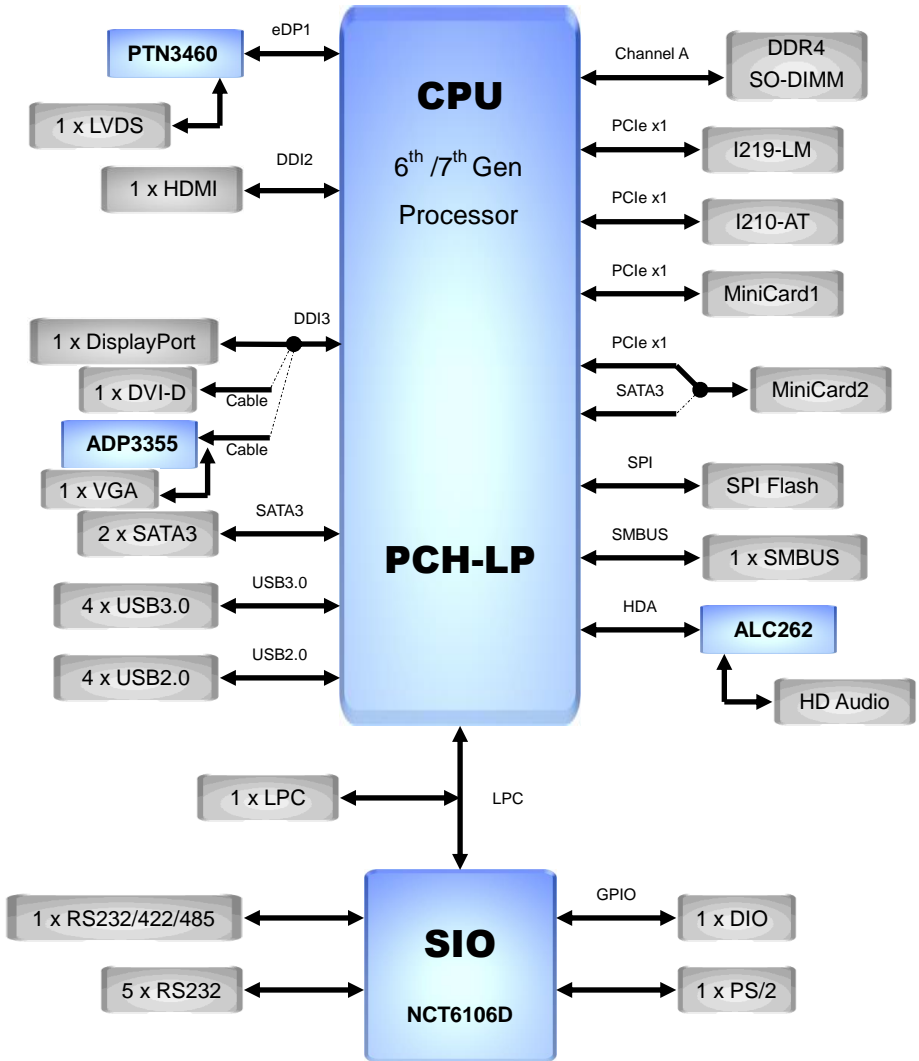 eDP1
PTN3460
1 x LVDS
DDI2
1 x HDMI
DDI3
1 x DisplayPort
1 x DVI-D
Cable
ADP3355
Cable
1 x VGA
SATA3
2 x SATA3
USB3.0
4 x USB3.0
USB2.0
4 x USB2.0
CPU
6th /7th Gen
Processor
PCH-LP
Channel A
DDR4
SO-DIMM
PCIe x1
I219-LM
PCIe x1
I210-AT
PCIe x1
MiniCard1
PCIe x1
SATA3
MiniCard2
SPI
SPI Flash
SMBUS
1 x SMBUS
HDA
ALC262
HD Audio
1 x LPC
LPC
1 x RS232/422/485
5 x RS232
SIO
NCT6106D
GPIO
1 x DIO
1 x PS/2